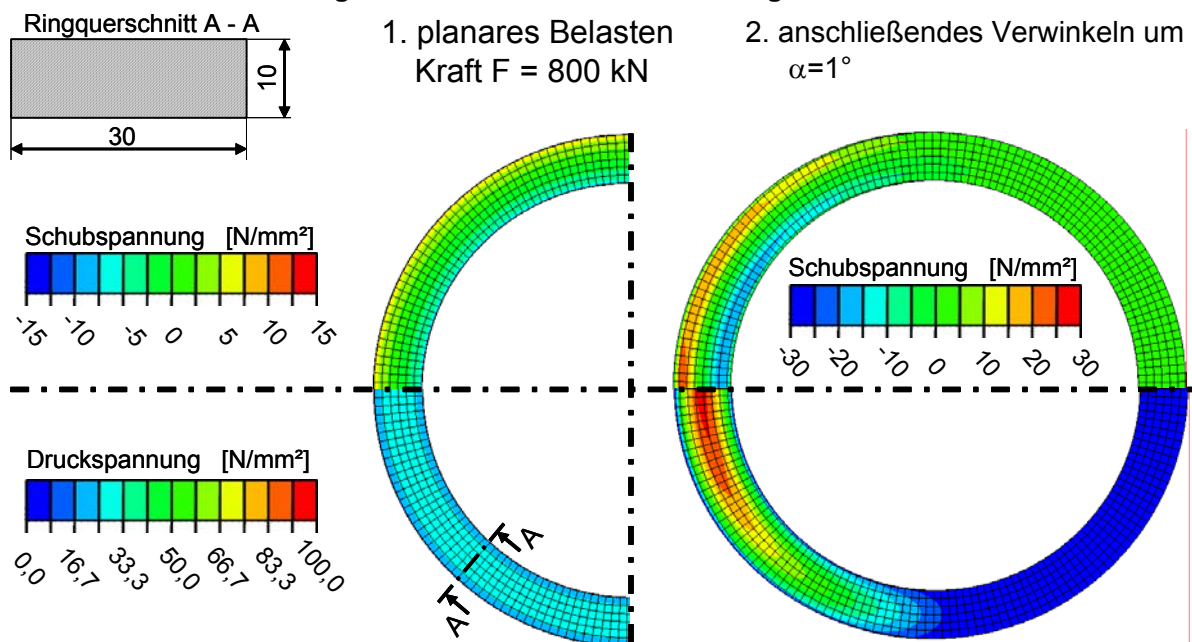 Ringquerschnitt A - A
10
30
1. planares Belasten
Kraft F = 800 kN
2. anschließendes Verwinkeln um
α=1°
Schubspannung [N/mm²]
-15 -10 -5 0 5 10 15
Schubspannung [N/mm²]
-30 -20 -10 0 10 20 30
Druckspannung [N/mm²]
0,0 16,7 33,3 50,0 66,7 83,3 100,0
A
A